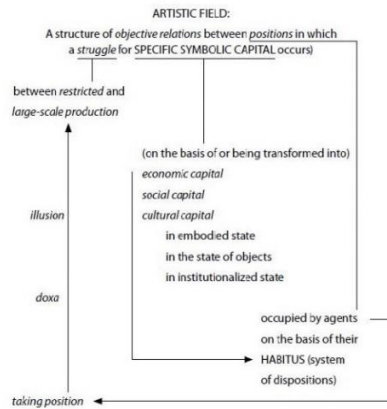 ARTISTIC FIELD:
A structure of objective relations between positions in which
a struggle for SPECIFIC SYMBOLIC CAPITAL occurs)
between restricted and
large-scale production
(on the basis of or being transformed into)
economic capital
social capital
cultural capital
in embodied state
in the state of objects
in institutionalized state
illusion
doxa
occupied by agents
on the basis of their
HABITUS (system
of dispositions)
taking position